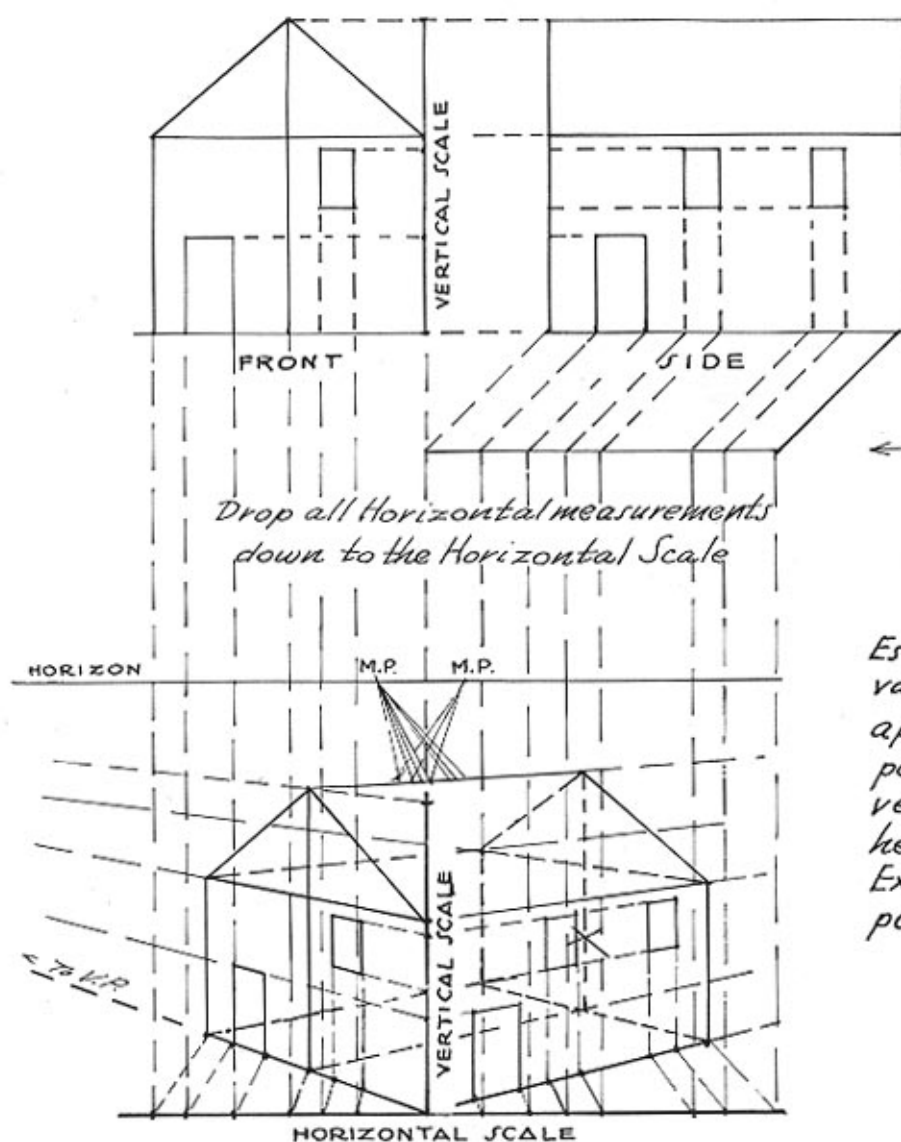 VERTICAL SCALE
FRONT
SIDE
Drop all Horizontal measurements
down to the Horizontal Scale
HORIZON
M.P.
M.P.
VERTICAL SCALE
To V.P.
HORIZONTAL SCALE